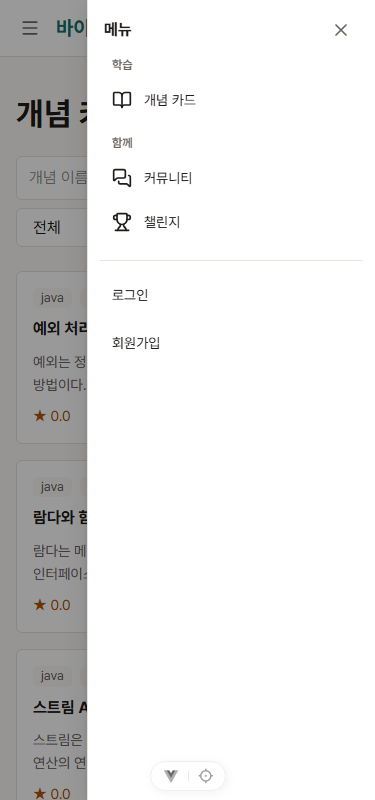 메뉴
학습
개념 카드
함께
커뮤니티
챌린지
로그인
회원가입
바이
개념
개념 이름
전체
java
예외 처리
예외는 정
방법이다.
★ 0.0
java
람다와 함
람다는 메
인터페이스
★ 0.0
java
스트림 A
스트림은
연산의 연
★ 0.0